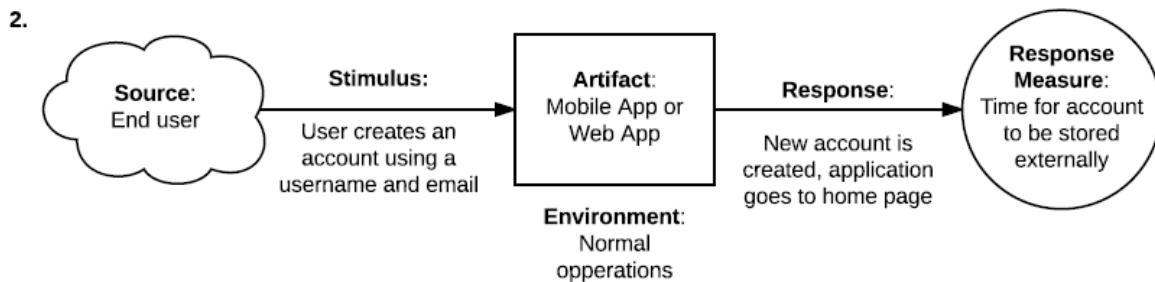 2.
Source:
End user
Stimulus:
User creates an
account using a
username and email
Artifact:
Mobile App or
Web App
Environment:
Normal
opperations
Response:
New account is
created, application
goes to home page
Response
Measure:
Time for account
to be stored
externally